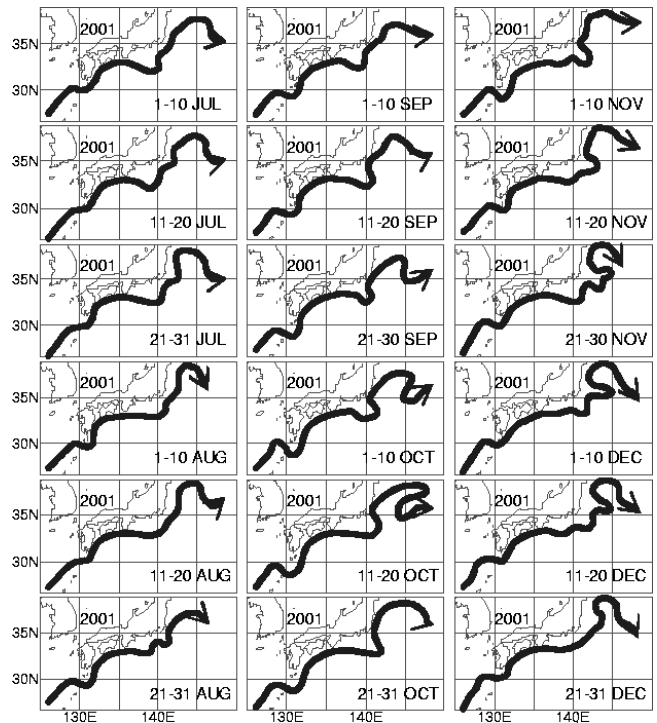 35N 2001 2001 2001
30N
1-10 JUL 1-10 SEP 1-10 NOV
35N 2001 2001 2001
30N
11-20 JUL 11-20 SEP 11-20 NOV
35N 2001 2001 2001
30N
21-31 JUL 21-30 SEP 21-30 NOV
35N 2001 2001 2001
30N
1-10 AUG 1-10 OCT 1-10 DEC
35N 2001 2001 2001
30N
11-20 AUG 11-20 OCT 11-20 DEC
35N 2001 2001 2001
30N
21-31 AUG 21-31 OCT 21-31 DEC
130E 140E 130E 140E 130E 140E